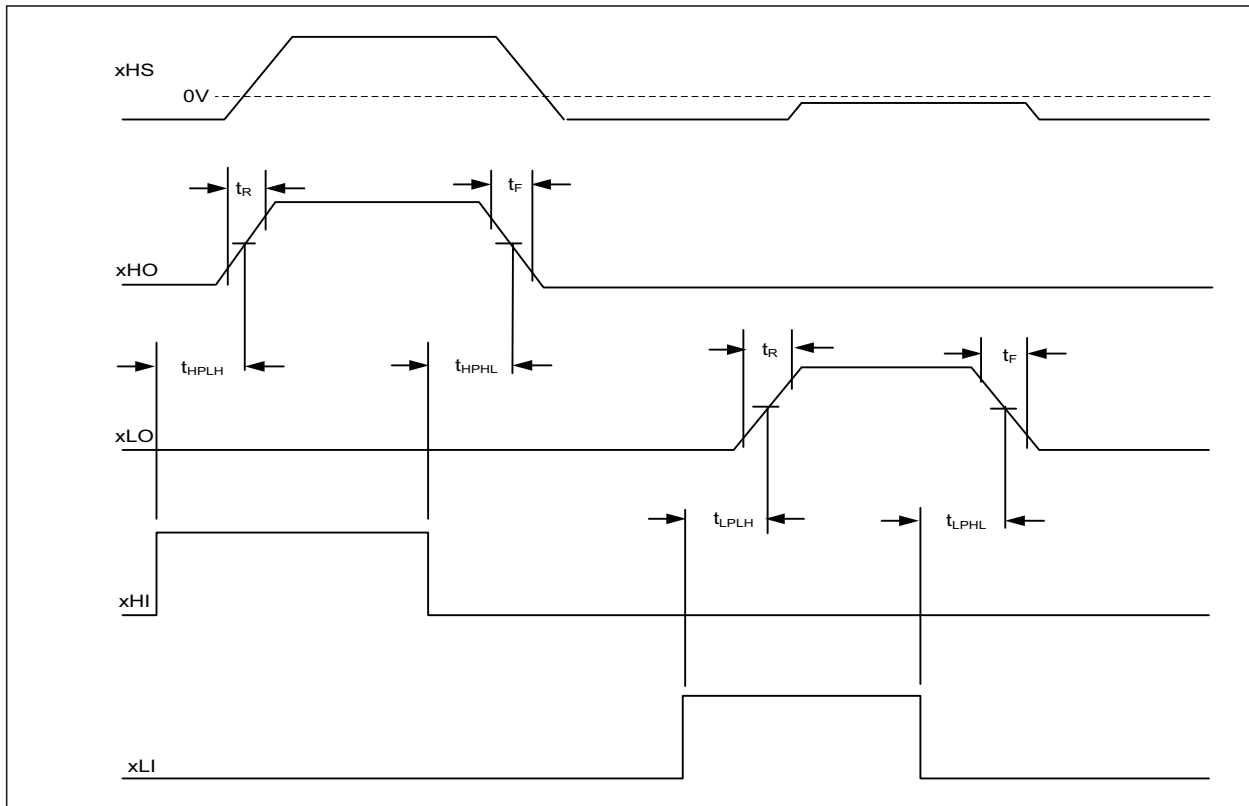 xHS
0V
tR
tF
xHO
tHPLH
tHPHL
tR
tF
xLO
tLPLH
tLPHL
xHI
xLI